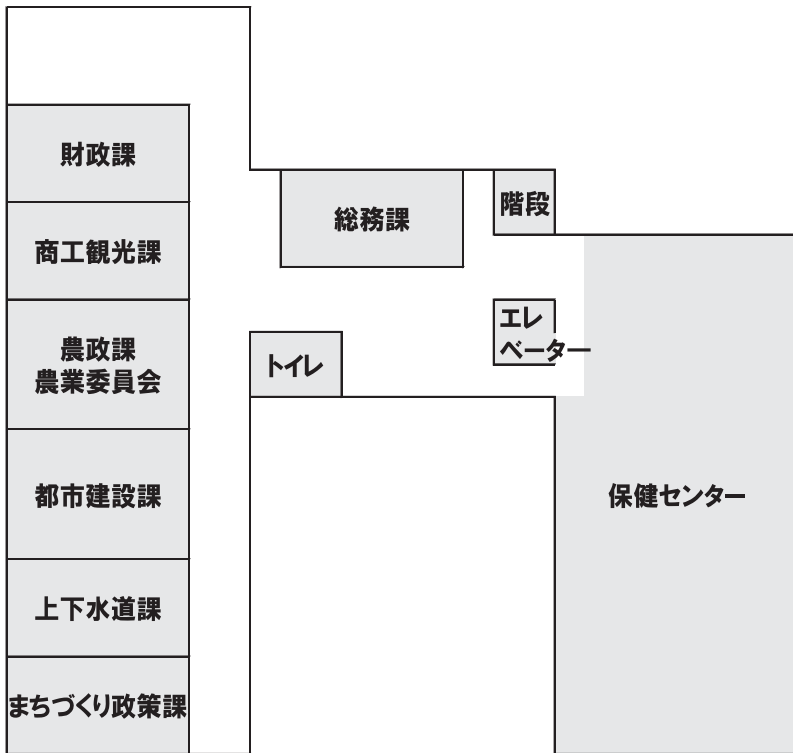 財政課
商工観光課
農政課
農業委員会
都市建設課
上下水道課
まちづくり政策課
総務課
トイレ
階段
エレ
ベーター
保健センター